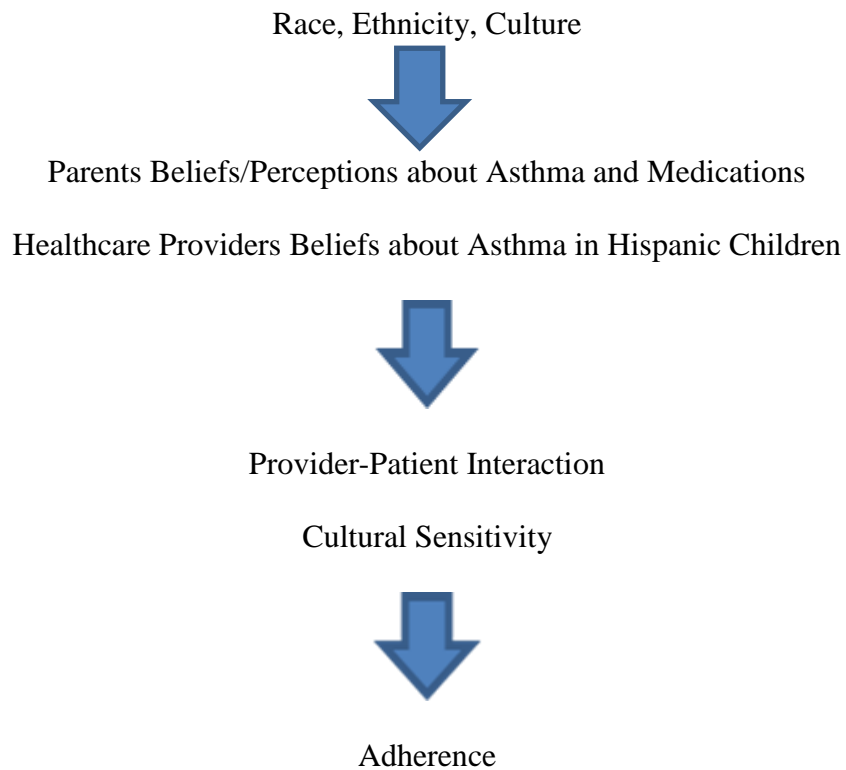 Race, Ethnicity, Culture
Parents Beliefs/Perceptions about Asthma and Medications
Healthcare Providers Beliefs about Asthma in Hispanic Children
Provider-Patient Interaction
Cultural Sensitivity
Adherence